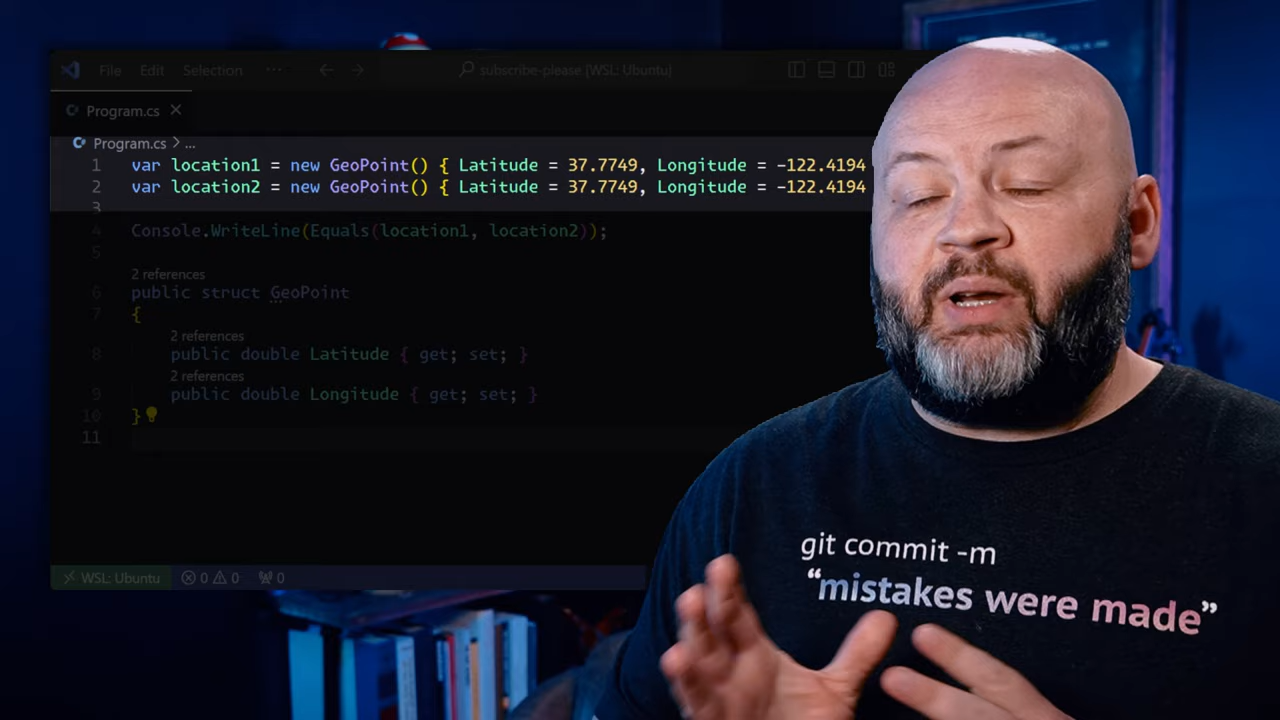 File Edit Selection ··· ← → subscribe-please [WSL: Ubuntu]
Program.cs ×
Program.cs > ...
1 var location1 = new GeoPoint() { Latitude = 37.7749, Longitude = -122.4194
2 var location2 = new GeoPoint() { Latitude = 37.7749, Longitude = -122.4194
3
4 Console.WriteLine(Equals(location1, location2));
5
2 references
6 public struct GeoPoint
7 {
2 references
8 public double Latitude { get; set; }
2 references
9 public double Longitude { get; set; }
10 }
11
WSL: Ubuntu 0 0 0
git commit -m
“mistakes were made”